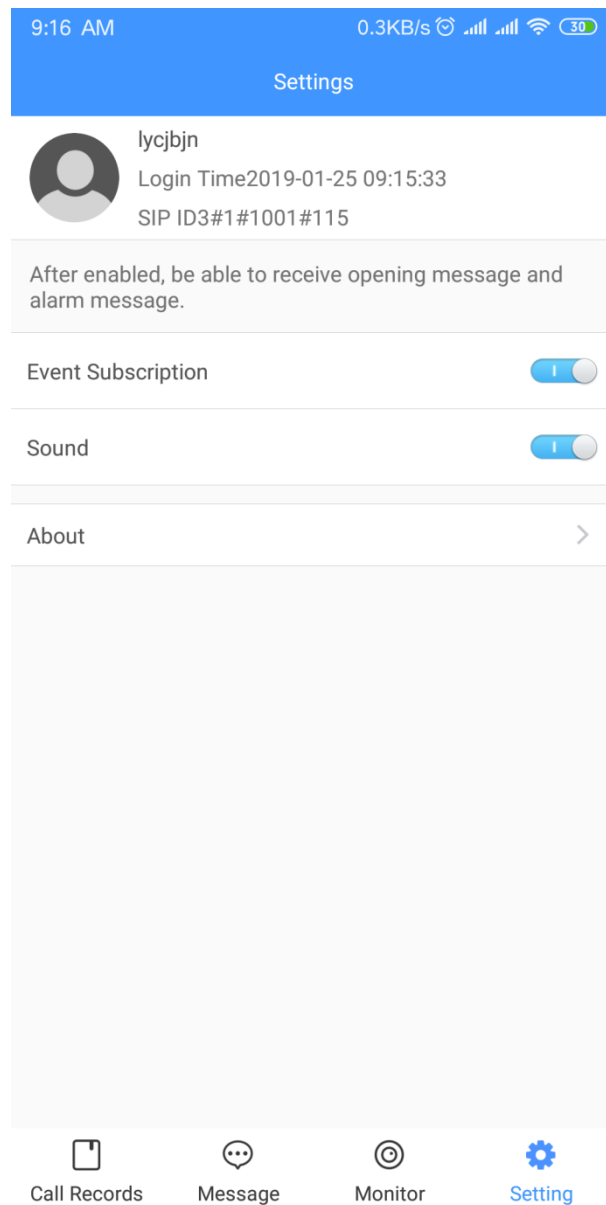 9:16 AM 0.3KB/s 30
Settings
lycjbjn
Login Time2019-01-25 09:15:33
SIP ID3#1#1001#115
After enabled, be able to receive opening message and
alarm message.
Event Subscription
Sound
About
Call Records Message Monitor Setting